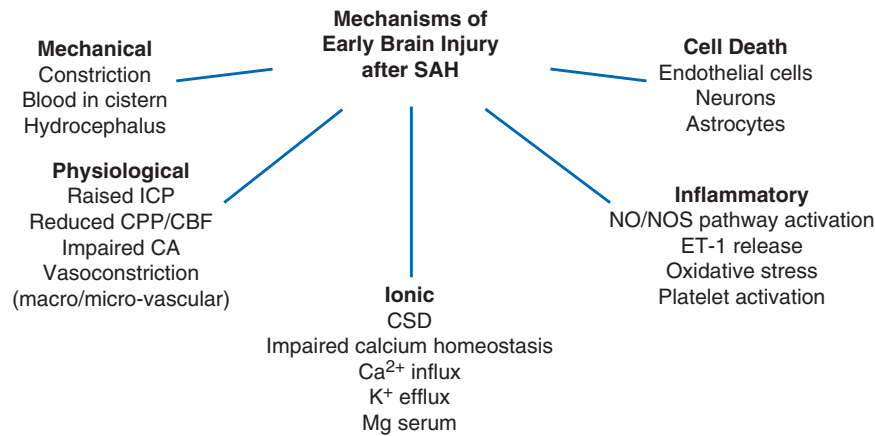 Mechanisms of
Early Brain Injury
after SAH
Mechanical
Constriction
Blood in cistern
Hydrocephalus
Cell Death
Endothelial cells
Neurons
Astrocytes
Physiological
Raised ICP
Reduced CPP/CBF
Impaired CA
Vasoconstriction
(macro/micro-vascular)
Inflammatory
NO/NOS pathway activation
ET-1 release
Oxidative stress
Platelet activation
Ionic
CSD
Impaired calcium homeostasis
Ca²⁺ influx
K⁺ efflux
Mg serum